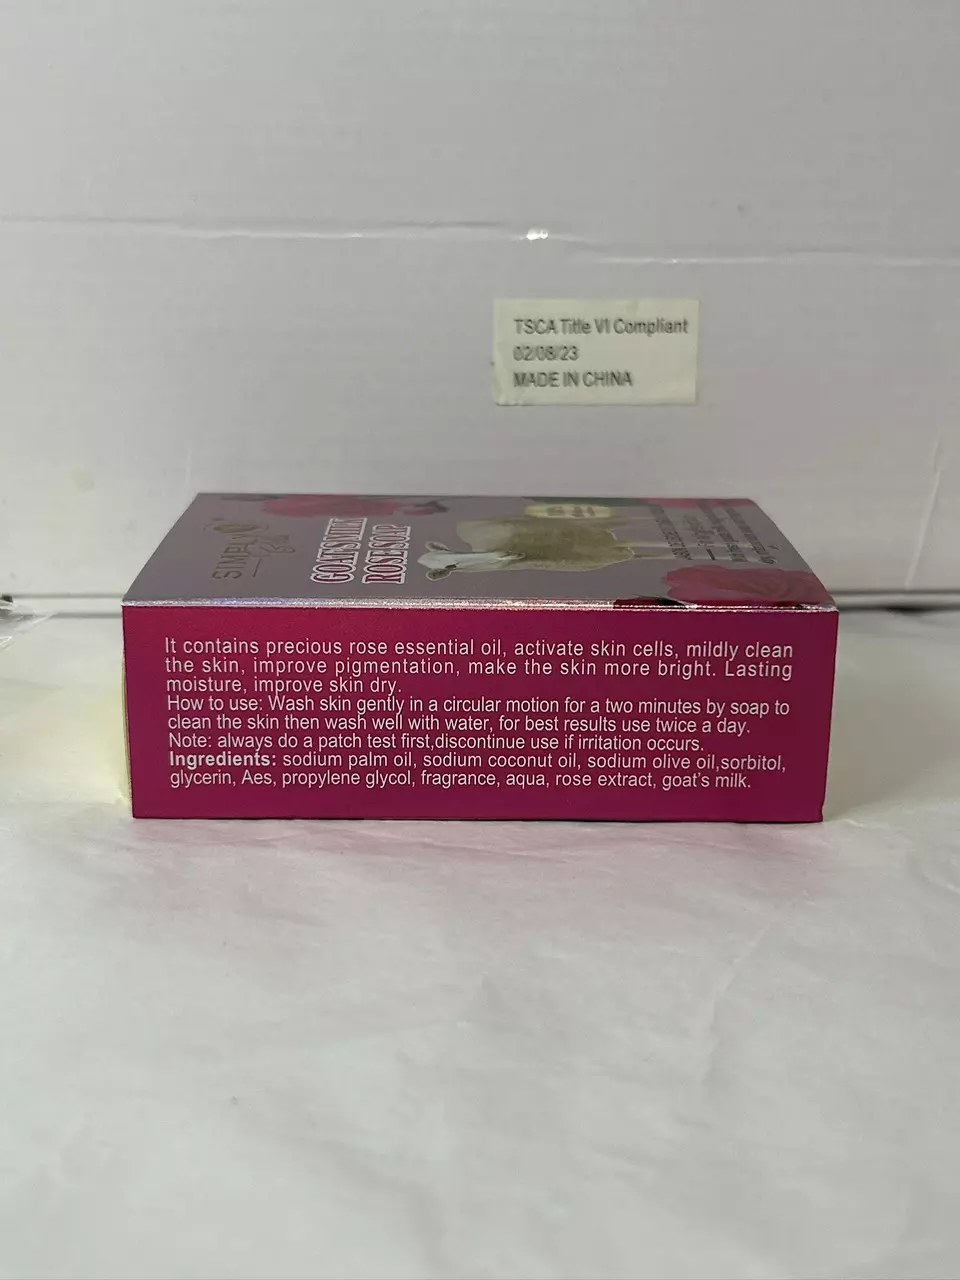 TSCA Title VI Compliant
02/08/23
MADE IN CHINA
SIMPLY
GOAT'S MILK
ROSE SOAP
It contains precious rose essential oil, activate skin cells, mildly clean
the skin, improve pigmentation, make the skin more bright. Lasting
moisture, improve skin dry.
How to use: Wash skin gently in a circular motion for a two minutes by soap to
clean the skin then wash well with water, for best results use twice a day.
Note: always do a patch test first,discontinue use if irritation occurs.
Ingredients: sodium palm oil, sodium coconut oil, sodium olive oil,sorbitol,
glycerin, Aes, propylene glycol, fragrance, aqua, rose extract, goat's milk.